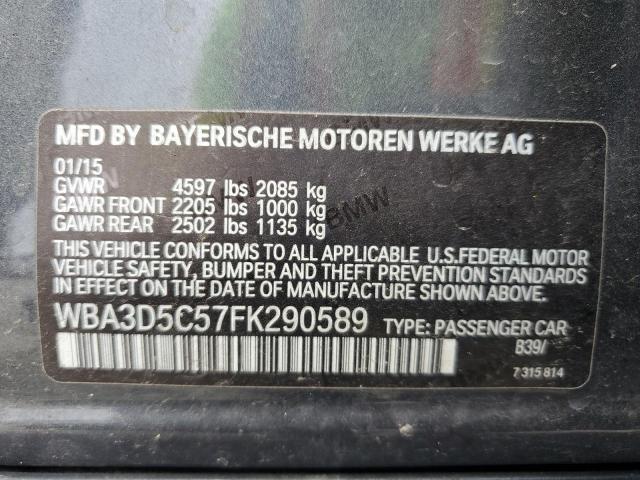 MFD BY BAYERISCHE MOTOREN WERKE AG
01/15
GVWR 4597 lbs 2085 kg
GAWR FRONT 2205 lbs 1000 kg
GAWR REAR 2502 lbs 1135 kg
THIS VEHICLE CONFORMS TO ALL APPLICABLE U.S.FEDERAL MOTOR
VEHICLE SAFETY, BUMPER AND THEFT PREVENTION STANDARDS IN
EFFECT ON THE DATE OF MANUFACTURE SHOWN ABOVE.
WBA3D5C57FK290589 TYPE: PASSENGER CAR
B39/
7 315 814
BMW